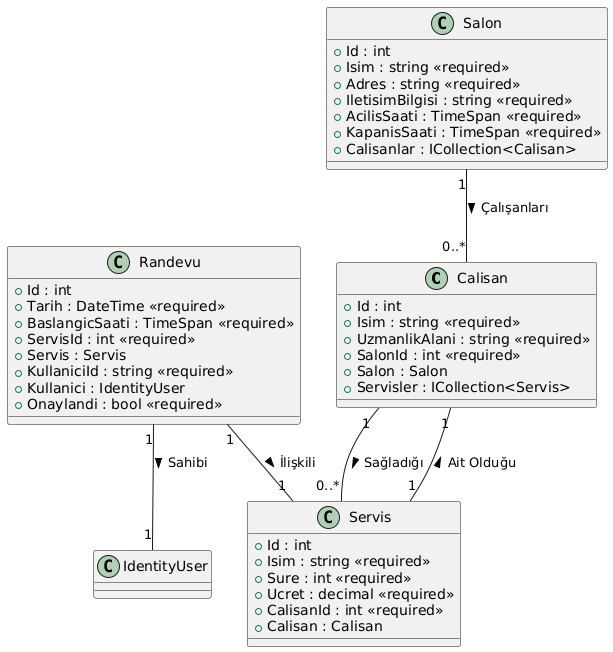 C Salon
Id : int
Isim : string «required»
Adres : string «required»
IletisimBilgisi : string «required»
AcilisSaati : TimeSpan «required»
KapanisSaati : TimeSpan «required»
Calisanlar : ICollection<Calisan>
1
Çalışanları
0..*
C Randevu
Id : int
Tarih : DateTime «required»
BaslangicSaati : TimeSpan «required»
ServisId : int «required»
Servis : Servis
KullaniciId : string «required»
Kullanici : IdentityUser
Onaylandi : bool «required»
C Calisan
Id : int
Isim : string «required»
UzmanlikAlani : string «required»
SalonId : int «required»
Salon : Salon
Servisler : ICollection<Servis>
1
Sahibi
1
1
İlişkili
1
1
Sağladığı
0..*
1
Ait Olduğu
1
C IdentityUser
C Servis
Id : int
Isim : string «required»
Sure : int «required»
Ucret : decimal «required»
CalisanId : int «required»
Calisan : Calisan